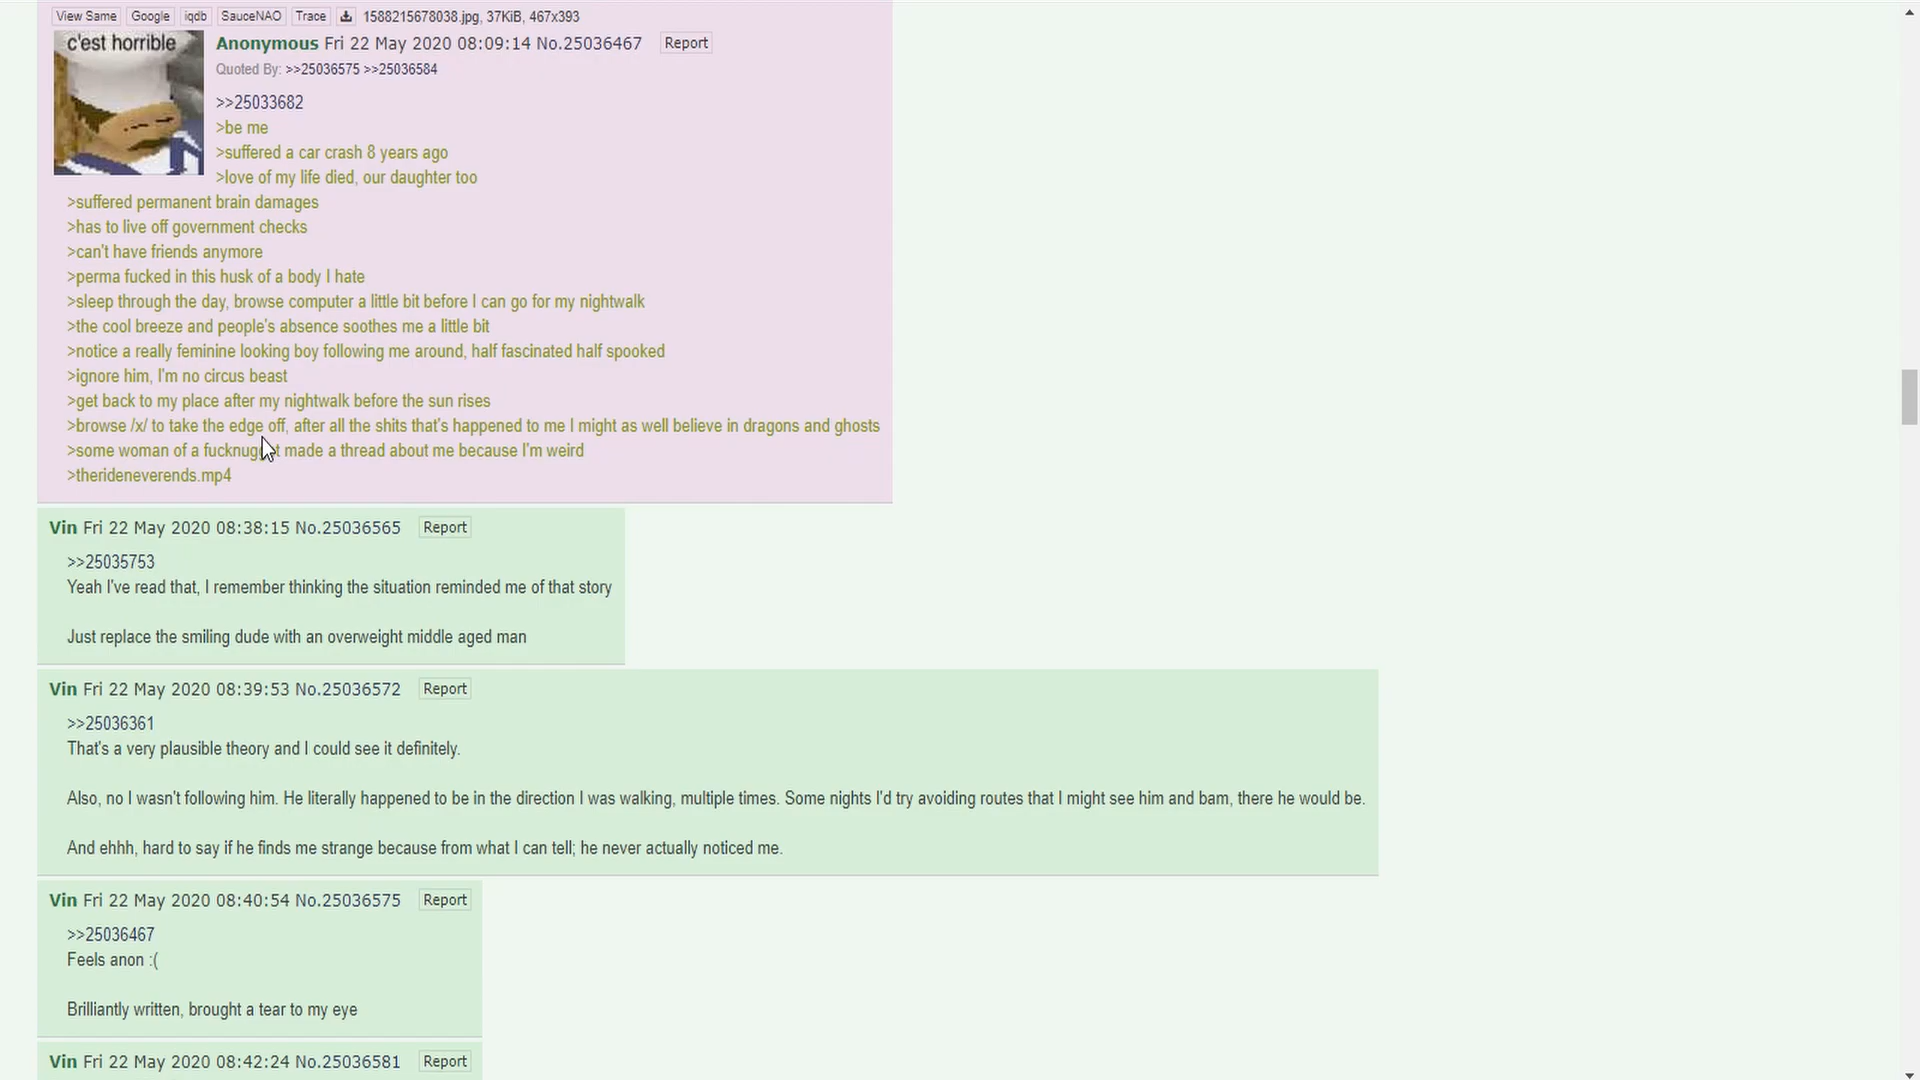 View Same Google iqdb SauceNAO Trace 1588215678038.jpg, 37KiB, 467x393
c'est horrible
Anonymous Fri 22 May 2020 08:09:14 No.25036467 Report
Quoted By: >>25036575 >>25036584
>>25033682
>be me
>suffered a car crash 8 years ago
>love of my life died, our daughter too
>suffered permanent brain damages
>has to live off government checks
>can't have friends anymore
>perma fucked in this husk of a body I hate
>sleep through the day, browse computer a little bit before I can go for my nightwalk
>the cool breeze and people's absence soothes me a little bit
>notice a really feminine looking boy following me around, half fascinated half spooked
>ignore him, I'm no circus beast
>get back to my place after my nightwalk before the sun rises
>browse /x/ to take the edge off, after all the shits that's happened to me I might as well believe in dragons and ghosts
>some woman of a fucknugget made a thread about me because I'm weird
>therideneverends.mp4
Vin Fri 22 May 2020 08:38:15 No.25036565 Report
>>25035753
Yeah I've read that, I remember thinking the situation reminded me of that story
Just replace the smiling dude with an overweight middle aged man
Vin Fri 22 May 2020 08:39:53 No.25036572 Report
>>25036361
That's a very plausible theory and I could see it definitely.
Also, no I wasn't following him. He literally happened to be in the direction I was walking, multiple times. Some nights I'd try avoiding routes that I might see him and bam, there he would be.
And ehhh, hard to say if he finds me strange because from what I can tell; he never actually noticed me.
Vin Fri 22 May 2020 08:40:54 No.25036575 Report
>>25036467
Feels anon :(
Brilliantly written, brought a tear to my eye
Vin Fri 22 May 2020 08:42:24 No.25036581 Report